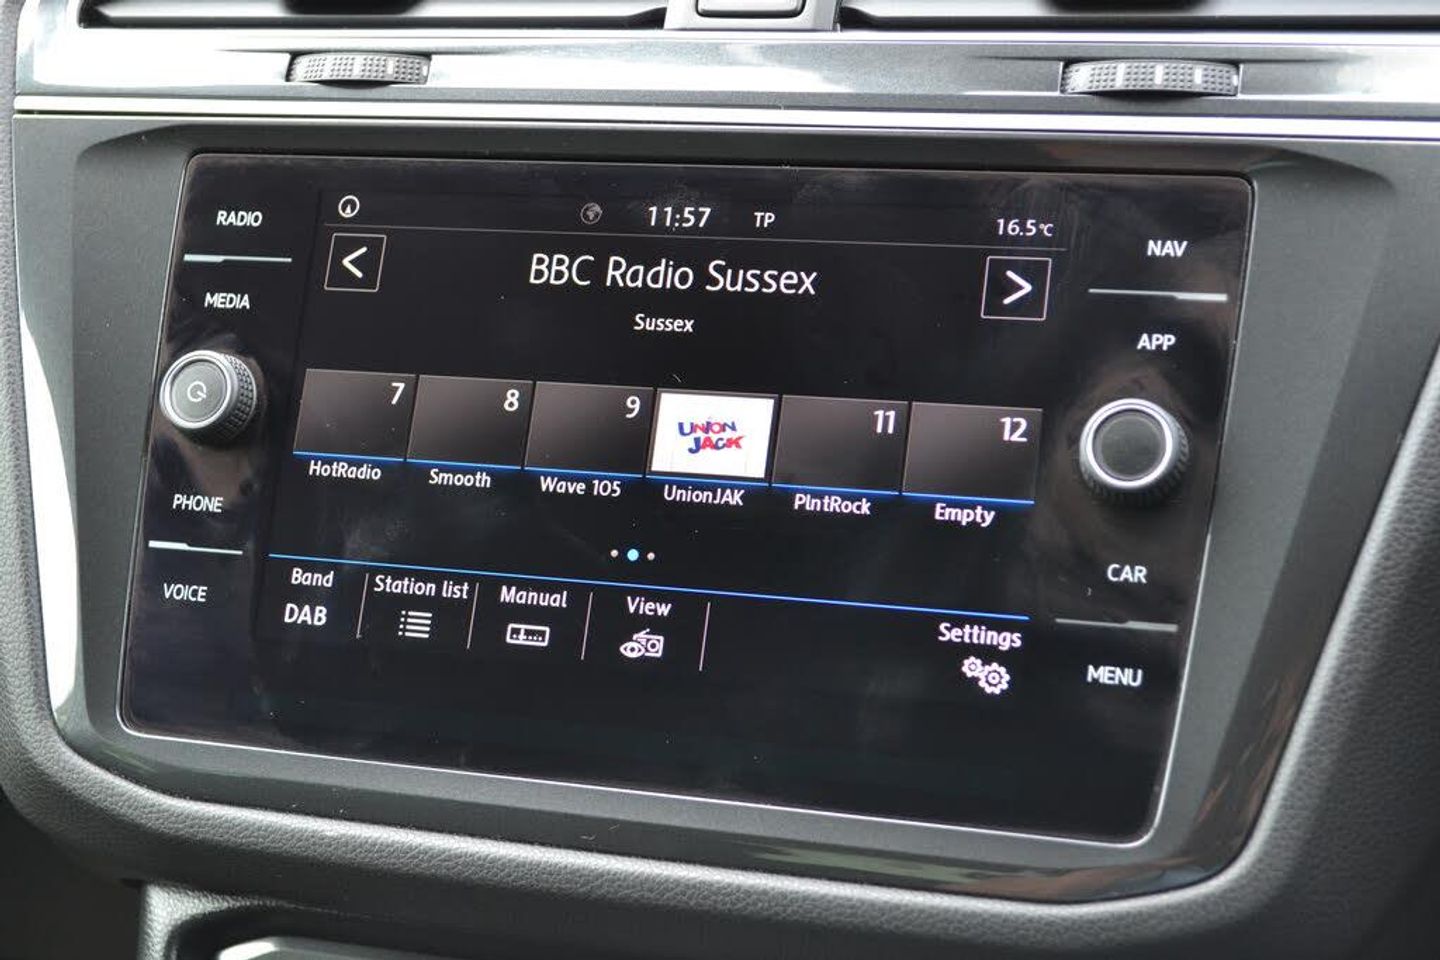 RADIO
MEDIA
PHONE
VOICE
11:57 TP
16.5°C
BBC Radio Sussex
Sussex
7
8
9
UNION
JACK
11
12
HotRadio
Smooth
Wave 105
UnionJAK
PlntRock
Empty
Band
DAB
Station list
Manual
View
Settings
NAV
APP
CAR
MENU